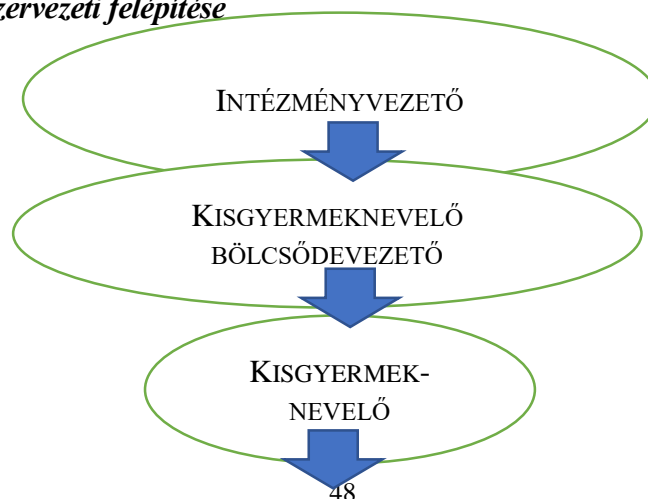 zervezeti felépítése
INTÉZMÉNYVEZETŐ
KISGYERMEKNEVELŐ
BÖLCSŐDEVEZETŐ
KISGYERMEK-
NEVELŐ
48